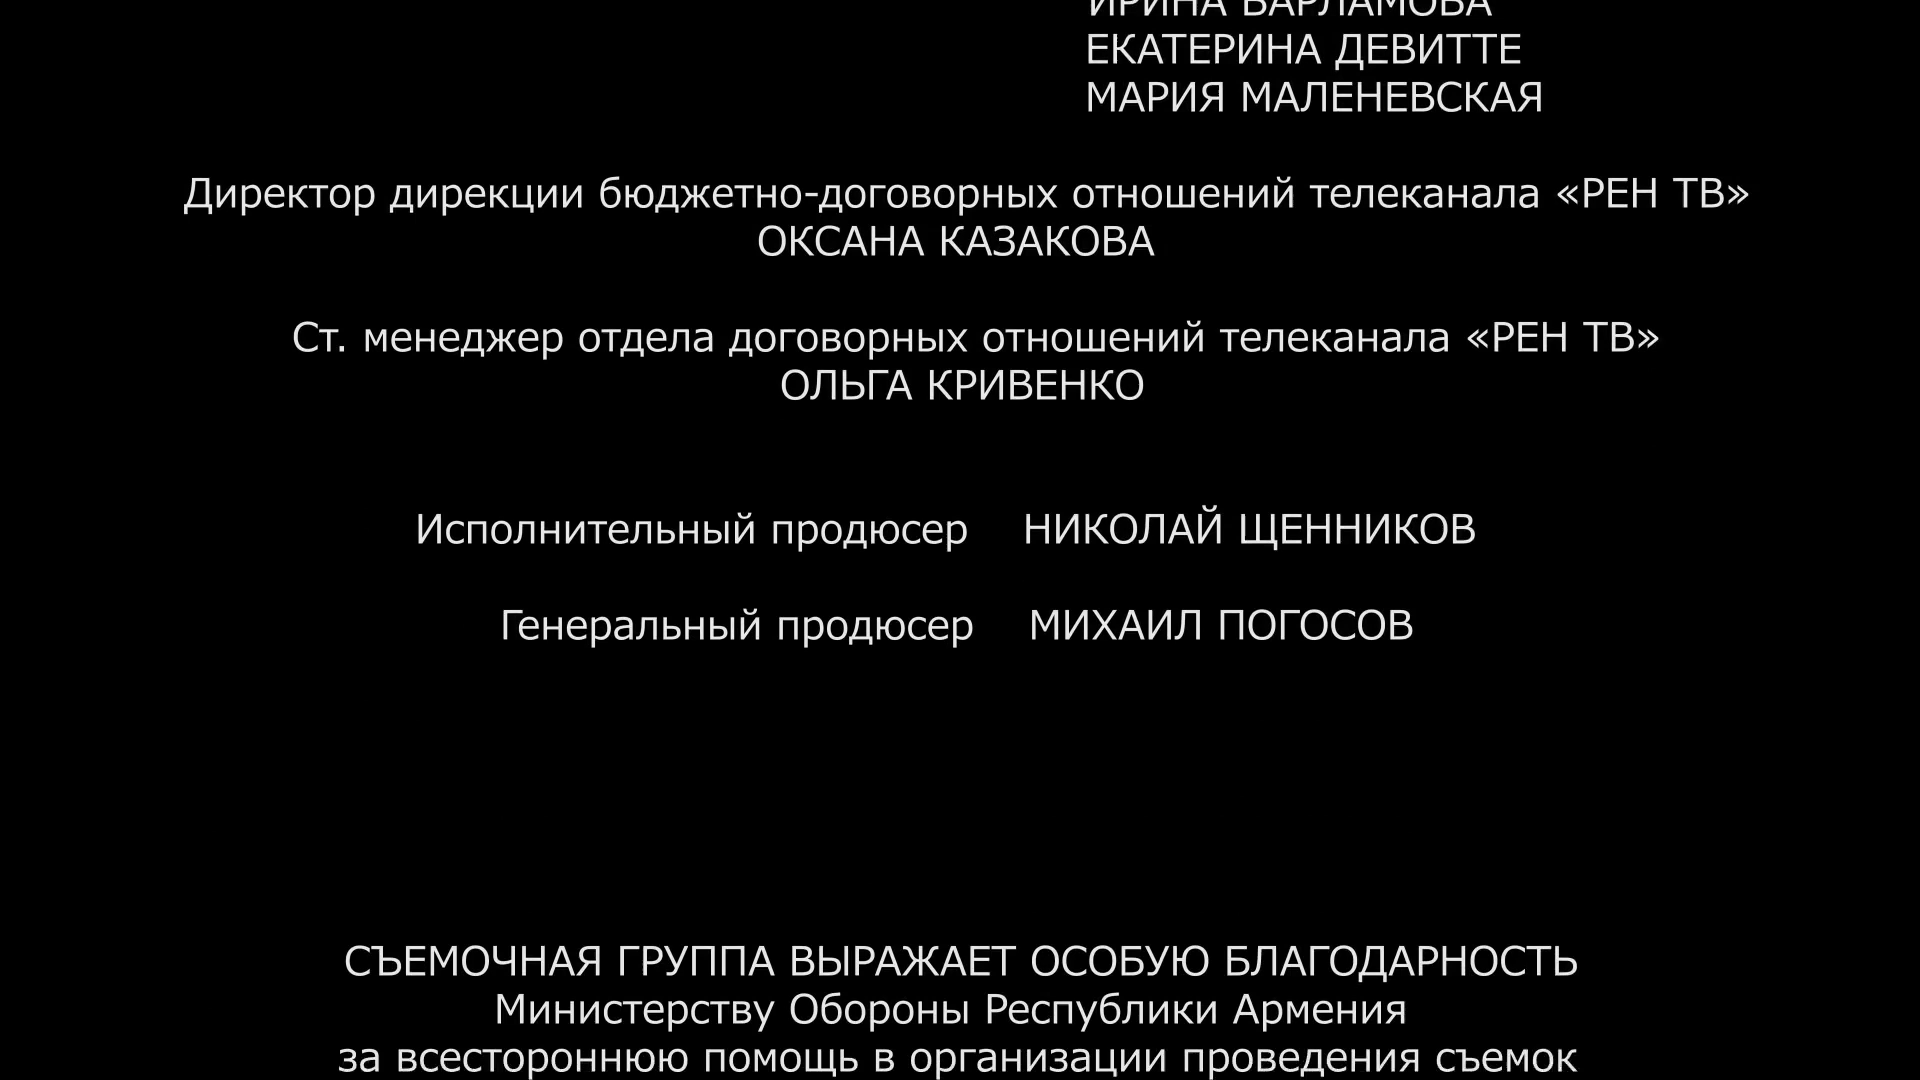 ИРИНА ВАРЛАМОВА
ЕКАТЕРИНА ДЕВИТТЕ
МАРИЯ МАЛЕНЕВСКАЯ
Директор дирекции бюджетно-договорных отношений телеканала «РЕН ТВ»
ОКСАНА КАЗАКОВА
Ст. менеджер отдела договорных отношений телеканала «РЕН ТВ»
ОЛЬГА КРИВЕНКО
Исполнительный продюсер НИКОЛАЙ ЩЕННИКОВ
Генеральный продюсер МИХАИЛ ПОГОСОВ
СЪЕМОЧНАЯ ГРУППА ВЫРАЖАЕТ ОСОБУЮ БЛАГОДАРНОСТЬ
Министерству Обороны Республики Армения
за всестороннюю помощь в организации проведения съемок